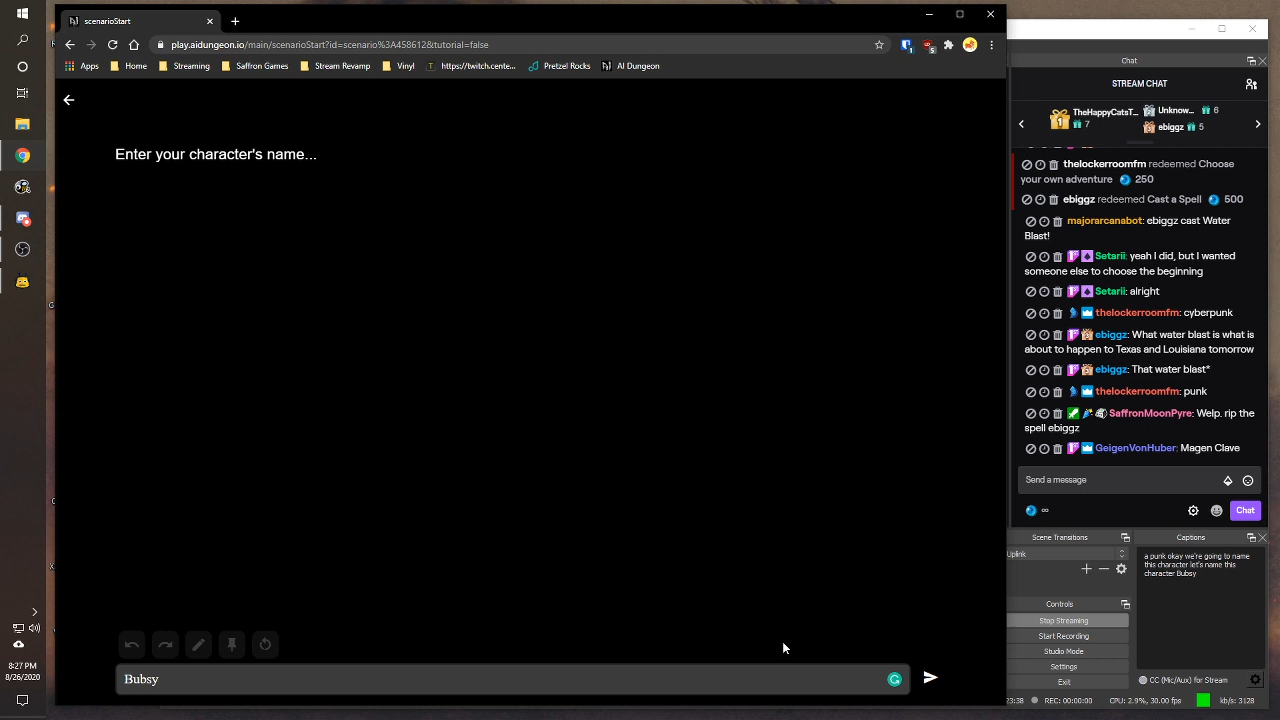 scenarioStart
play.aidungeon.io/main/scenarioStart?id=scenario%3A458612&tutorial=false
Apps Home Streaming Saffron Games Stream Revamp Vinyl https://twitch.cente... Pretzel Rocks AI Dungeon
Enter your character's name...
Bubsy
8:27 PM
8/26/2020
Chat
STREAM CHAT
TheHappyCatsT... 7
Unknow... 6
ebiggz 5
thelockerroomfm redeemed Choose
your own adventure 250
ebiggz redeemed Cast a Spell 500
majorarcanabot: ebiggz cast Water
Blast!
Setarii: yeah I did, but I wanted
someone else to choose the beginning
Setarii: alright
thelockerroomfm: cyberpunk
ebiggz: What water blast is what is
about to happen to Texas and Louisiana tomorrow
ebiggz: That water blast*
thelockerroomfm: punk
SaffronMoonPyre: Welp. rip the
spell ebiggz
GeigenVonHuber: Magen Clave
Send a message
∞
Chat
Scene Transitions
Uplink
Controls
Stop Streaming
Start Recording
Studio Mode
Settings
Exit
Captions
a punk okay we're going to name
this character let's name this
character Bubsy
CC (Mic/Aux) for Stream
23:38 REC: 00:00:00 CPU: 2.9%, 30.00 fps kb/s: 3128